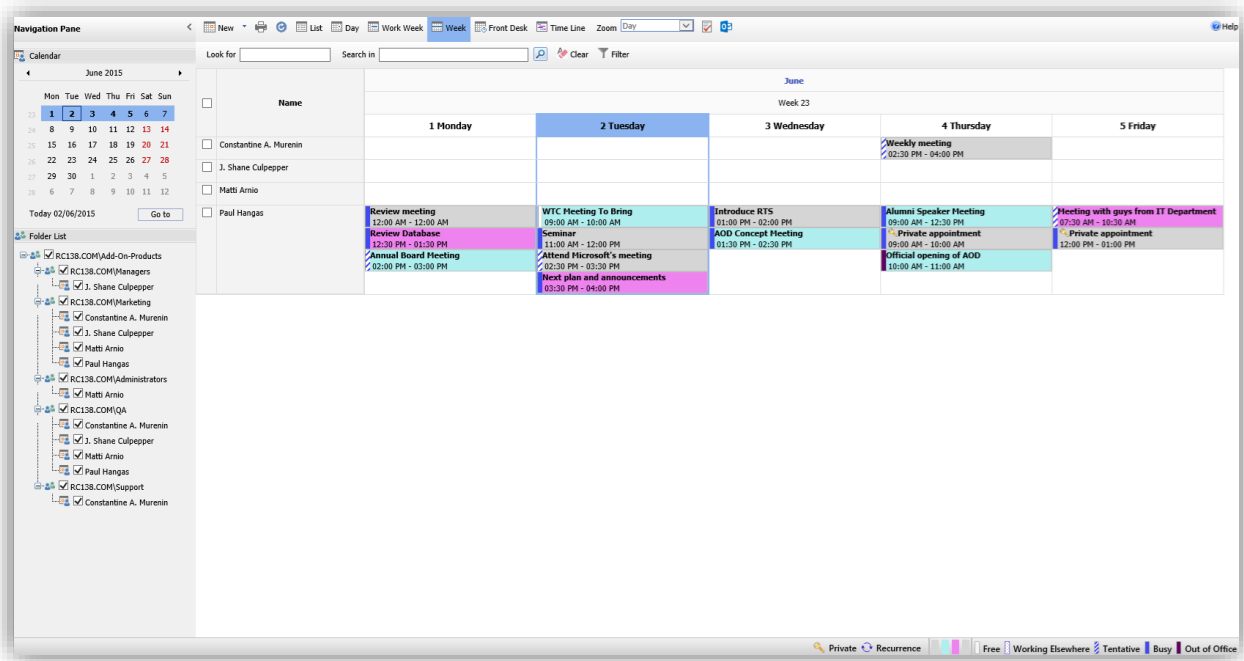 Navigation Pane
New List Day Work Week Week Front Desk Time Line Zoom Day Help
Calendar
Look for Search in Clear Filter
June 2015
Mon Tue Wed Thu Fri Sat Sun
23 1 2 3 4 5 6 7
24 8 9 10 11 12 13 14
25 15 16 17 18 19 20 21
26 22 23 24 25 26 27 28
27 29 30 1 2 3 4 5
28 6 7 8 9 10 11 12
Today 02/06/2015 Go to
Folder List
RC138.COM\Add-On-Products
RC138.COM\Managers
J. Shane Culpepper
RC138.COM\Marketing
Constantine A. Murenin
J. Shane Culpepper
Matti Arnio
Paul Hangas
RC138.COM\Administrators
Matti Arnio
RC138.COM\QA
Constantine A. Murenin
J. Shane Culpepper
Matti Arnio
Paul Hangas
RC138.COM\Support
Constantine A. Murenin
Name
June
Week 23
1 Monday 2 Tuesday 3 Wednesday 4 Thursday 5 Friday
Constantine A. Murenin
Weekly meeting
02:30 PM - 04:00 PM
J. Shane Culpepper
Matti Arnio
Paul Hangas
Review meeting
12:00 AM - 12:00 AM
Review Database
12:30 PM - 01:30 PM
Annual Board Meeting
02:00 PM - 03:00 PM
WTC Meeting To Bring
09:00 AM - 10:00 AM
Seminar
11:00 AM - 12:00 PM
Attend Microsoft's meeting
02:30 PM - 03:30 PM
Next plan and announcements
03:30 PM - 04:00 PM
Introduce RTS
01:00 PM - 02:00 PM
AOD Concept Meeting
01:30 PM - 02:30 PM
Alumni Speaker Meeting
09:00 AM - 12:30 PM
Private appointment
09:00 AM - 10:00 AM
Official opening of AOD
10:00 AM - 11:00 AM
Meeting with guys from IT Department
07:30 AM - 10:30 AM
Private appointment
12:00 PM - 01:00 PM
Private Recurrence Free Working Elsewhere Tentative Busy Out of Office